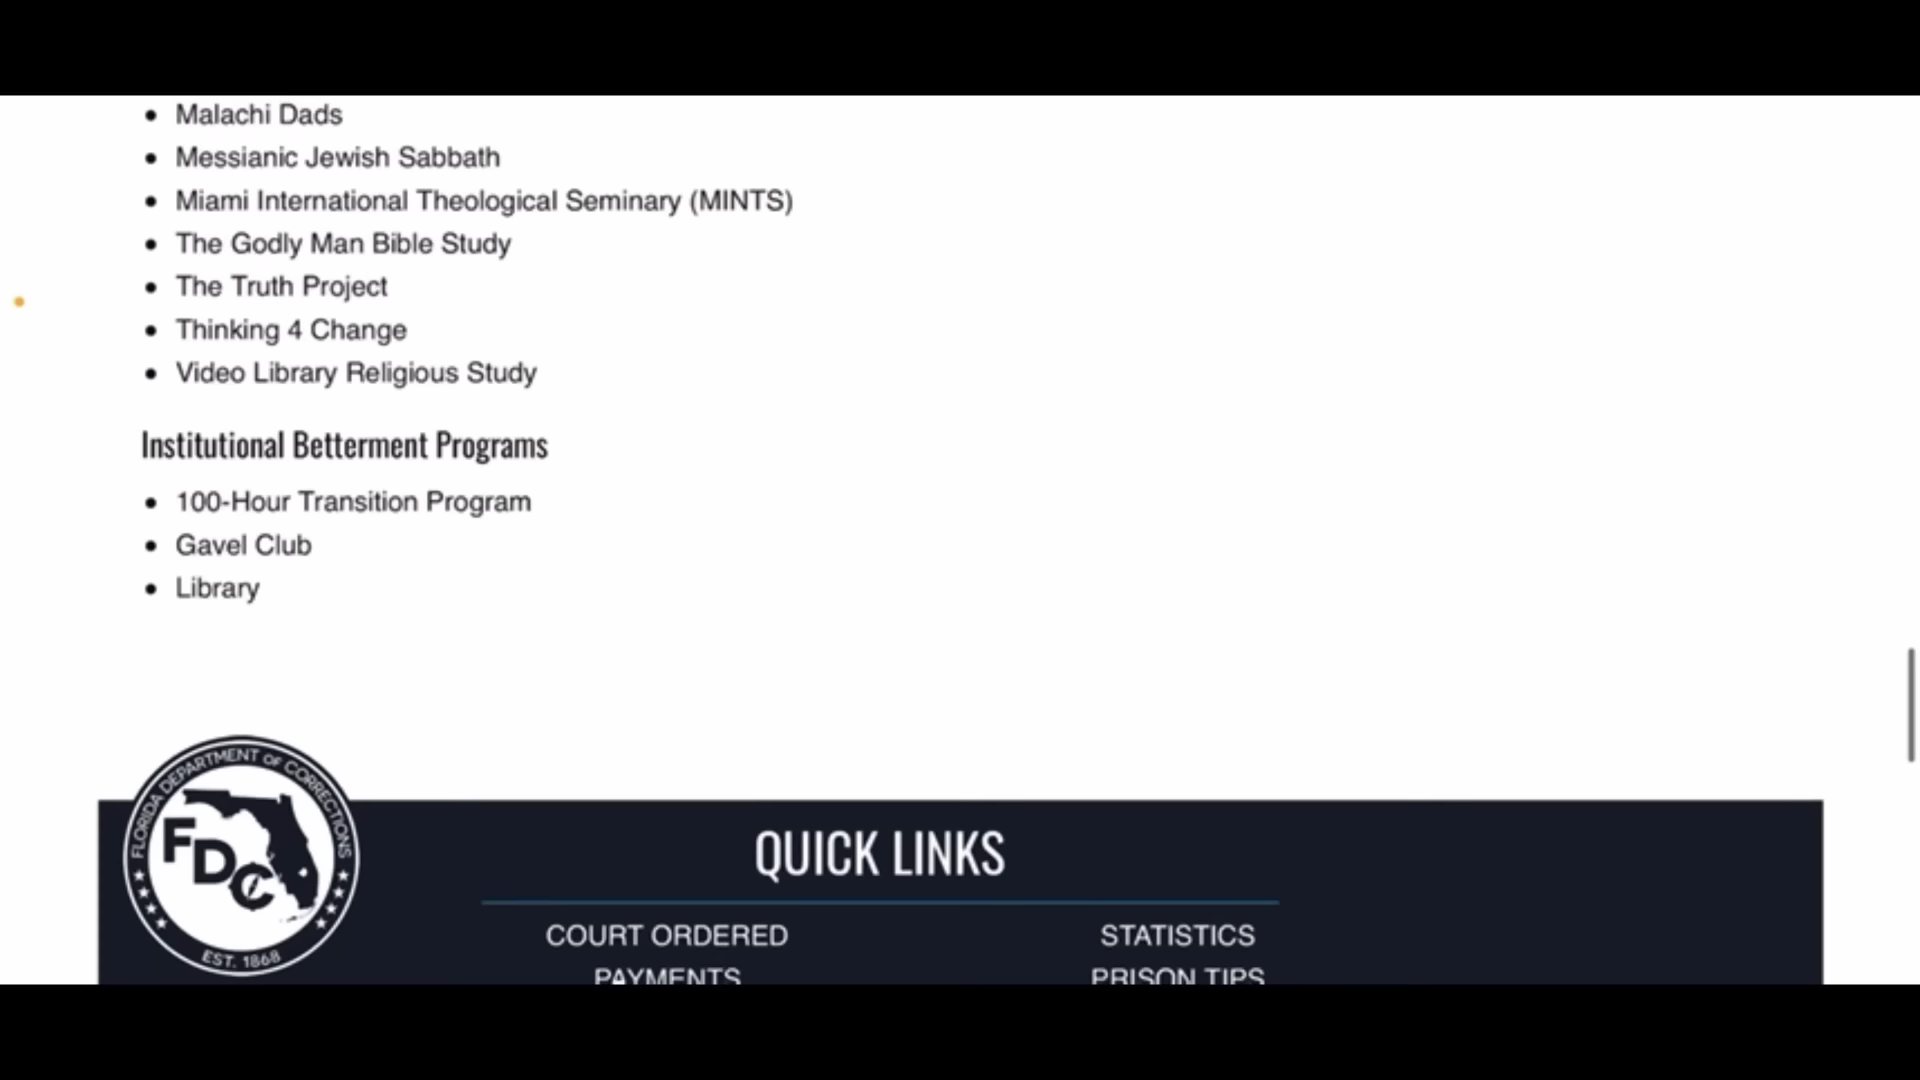 Malachi Dads
Messianic Jewish Sabbath
Miami International Theological Seminary (MINTS)
The Godly Man Bible Study
The Truth Project
Thinking 4 Change
Video Library Religious Study
Institutional Betterment Programs
100-Hour Transition Program
Gavel Club
Library
FLORIDA DEPARTMENT OF CORRECTIONS
FDC
EST. 1868
QUICK LINKS
COURT ORDERED
PAYMENTS
STATISTICS
PRISON TIPS